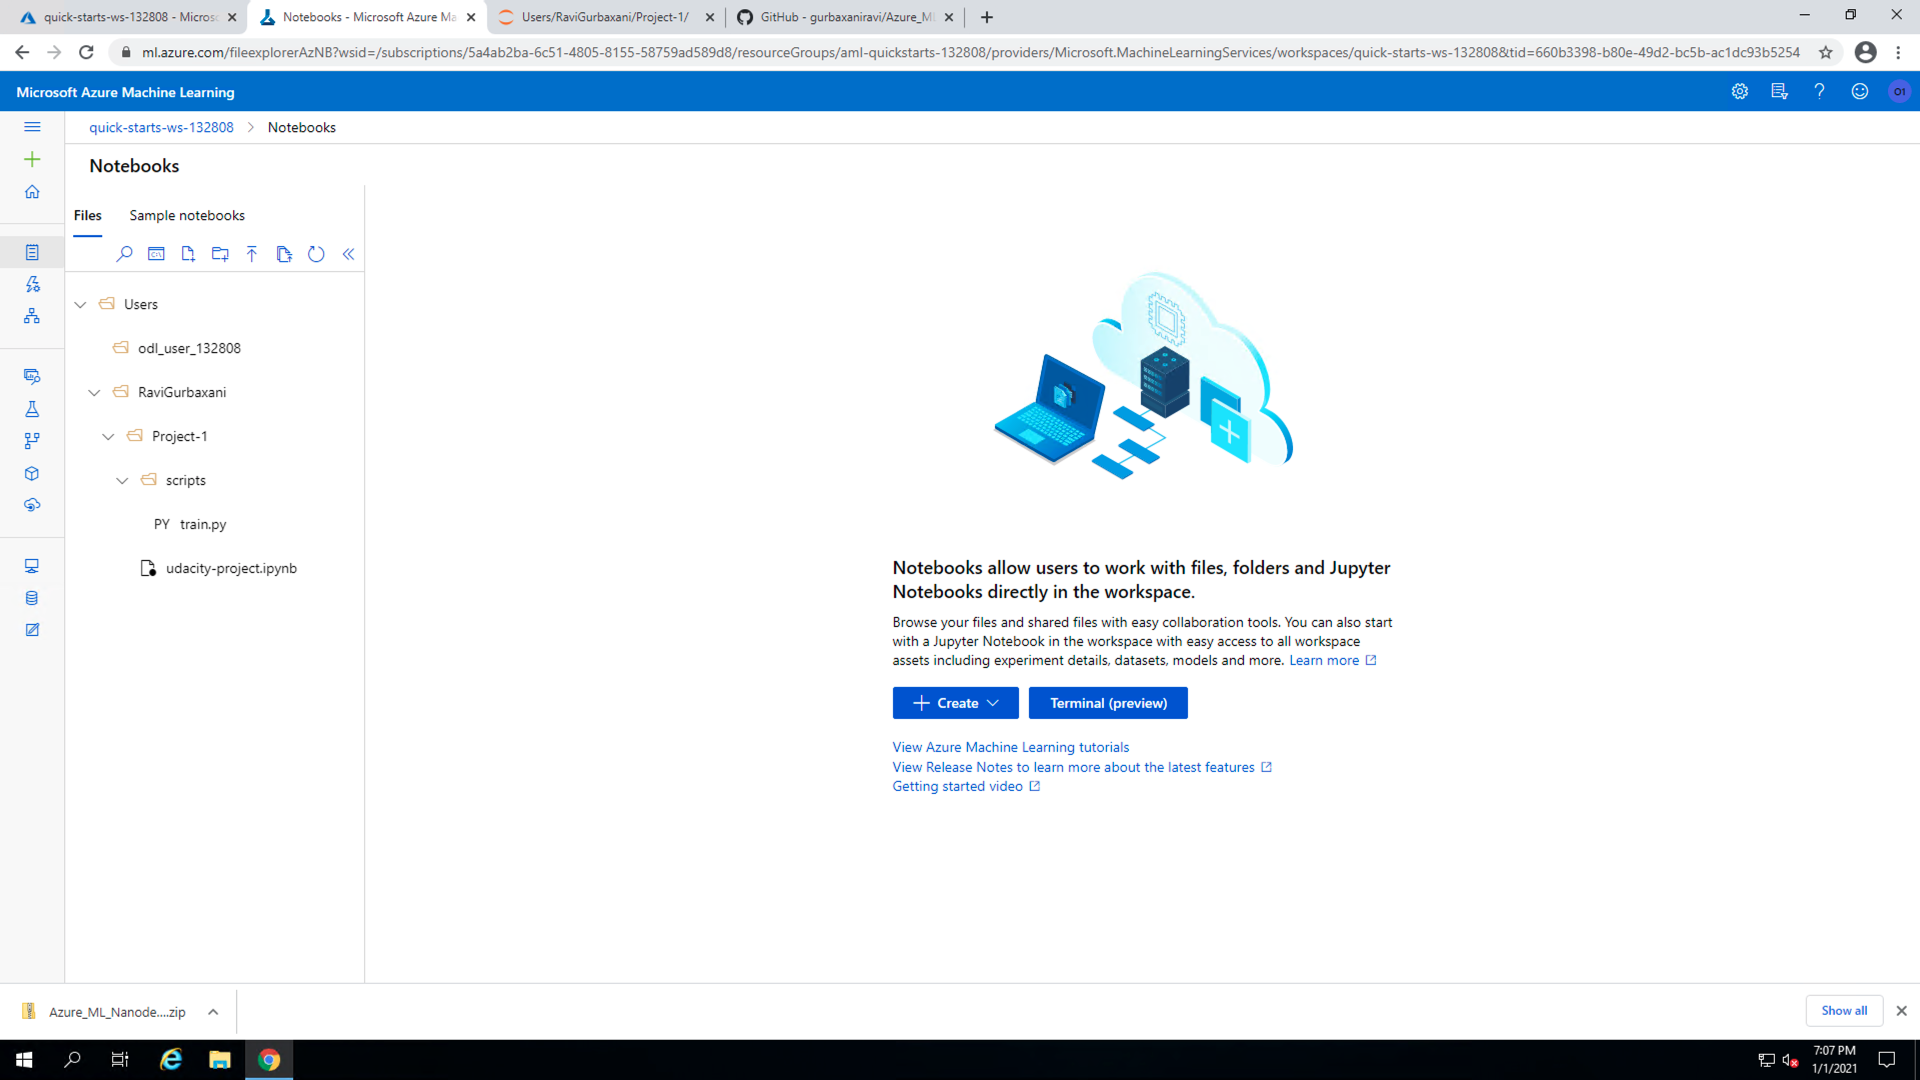 quick-starts-ws-132808 - Micros
Notebooks - Microsoft Azure Ma
Users/RaviGurbaxani/Project-1/
GitHub - gurbaxaniravi/Azure_ML
ml.azure.com/fileexplorerAzNB?wsid=/subscriptions/5a4ab2ba-6c51-4805-8155-58759ad589d8/resourceGroups/aml-quickstarts-132808/providers/Microsoft.MachineLearningServices/workspaces/quick-starts-ws-132808&tid=660b3398-b80e-49d2-bc5b-ac1dc93b5254
Microsoft Azure Machine Learning
O1
quick-starts-ws-132808 > Notebooks
Notebooks
Files
Sample notebooks
Users
odl_user_132808
RaviGurbaxani
Project-1
scripts
PY train.py
udacity-project.ipynb
Notebooks allow users to work with files, folders and Jupyter
Notebooks directly in the workspace.
Browse your files and shared files with easy collaboration tools. You can also start
with a Jupyter Notebook in the workspace with easy access to all workspace
assets including experiment details, datasets, models and more. Learn more
Create
Terminal (preview)
View Azure Machine Learning tutorials
View Release Notes to learn more about the latest features
Getting started video
Azure_ML_Nanode....zip
Show all
7:07 PM
1/1/2021